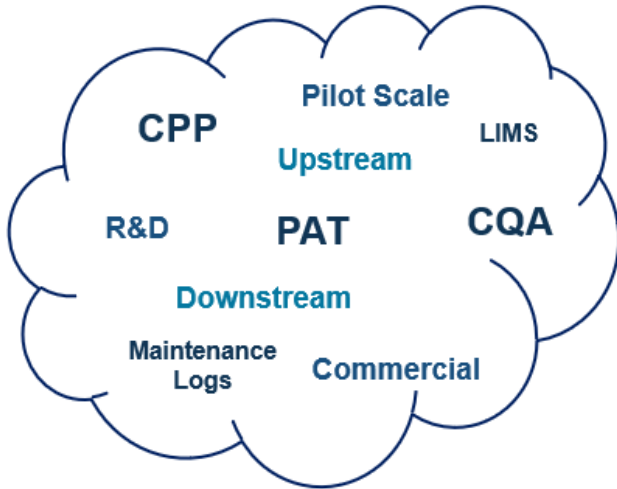 Pilot Scale
CPP
LIMS
Upstream
R&D
PAT
CQA
Downstream
Maintenance
Logs
Commercial